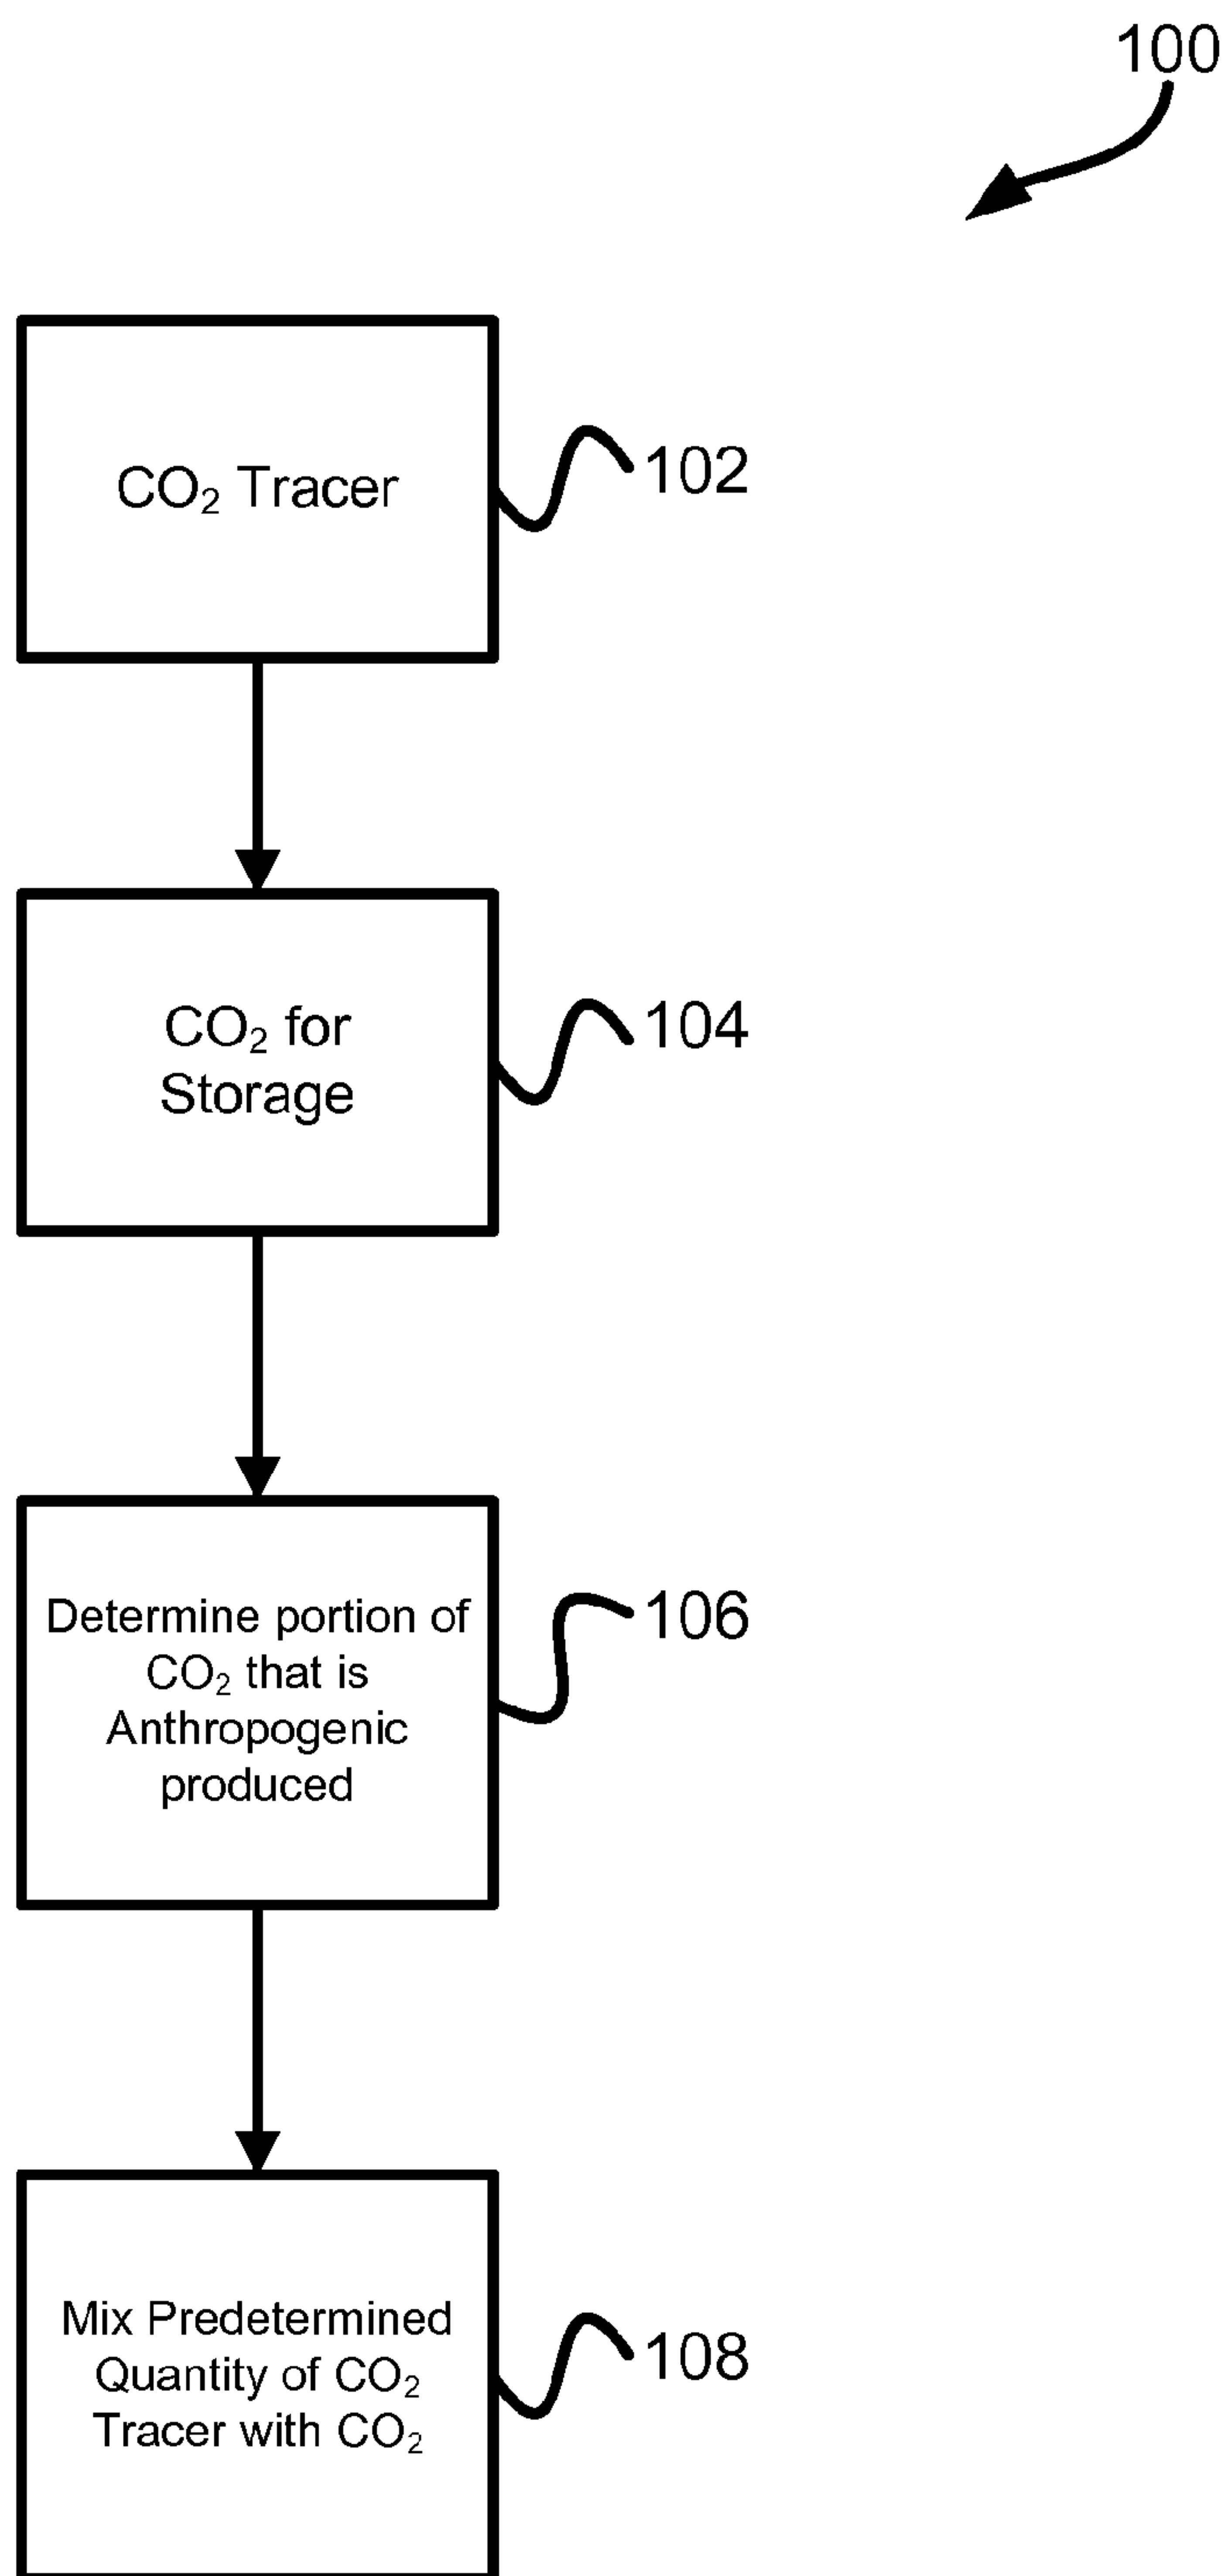 100
CO₂ Tracer
102
CO₂ for
Storage
104
Determine portion of
CO₂ that is
Anthropogenic
produced
106
Mix Predetermined
Quantity of CO₂
Tracer with CO₂
108